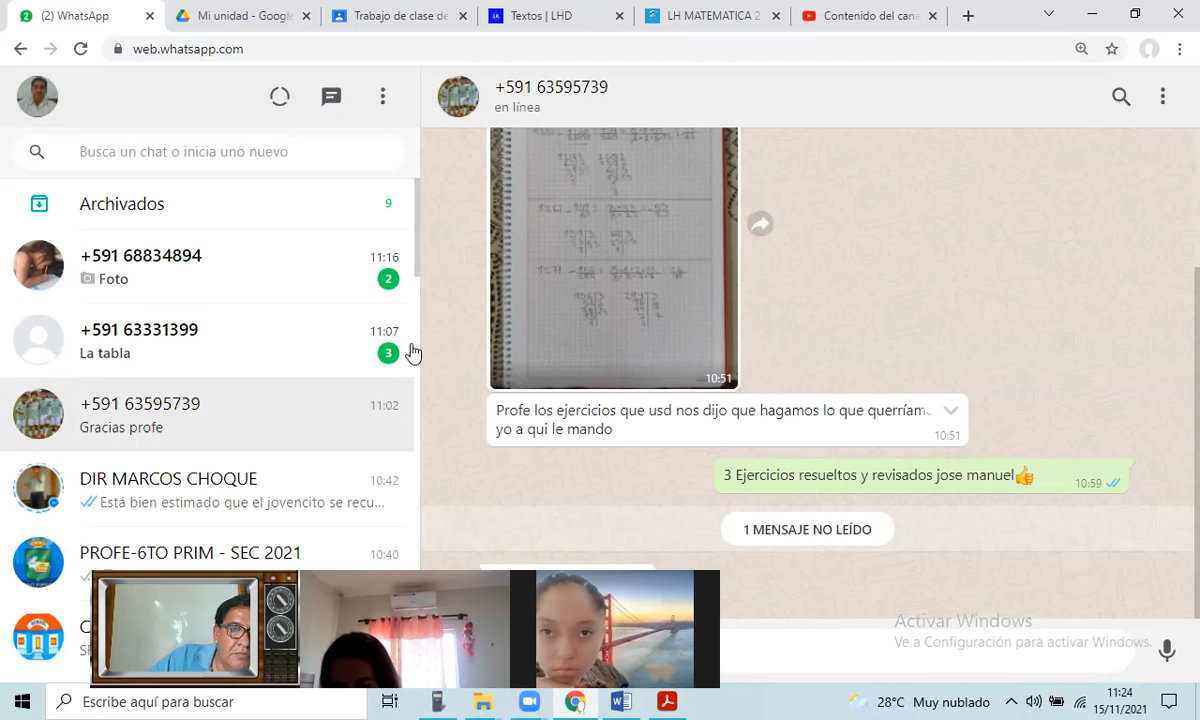 (2) WhatsApp
Mi unidad - Google
Trabajo de clase de
Textos | LHD
LH MATEMATICA 2
Contenido del cana
web.whatsapp.com
+591 63595739
en línea
Busca un chat o inicia uno nuevo
Archivados
9
+591 68834894
11:16
Foto
2
+591 63331399
11:07
La tabla
3
+591 63595739
11:02
Gracias profe
DIR MARCOS CHOQUE
10:42
Está bien estimado que el jovencito se recu...
PROFE-6TO PRIM - SEC 2021
10:40
10:51
Profe los ejercicios que usd nos dijo que hagamos lo que querríam
yo a qui le mando
10:51
3 Ejercicios resueltos y revisados jose manuel👍
10:59
1 MENSAJE NO LEÍDO
Activar Windows
Ve a Configuración para activar Windows.
Escribe aquí para buscar
28°C Muy nublado
11:24
15/11/2021